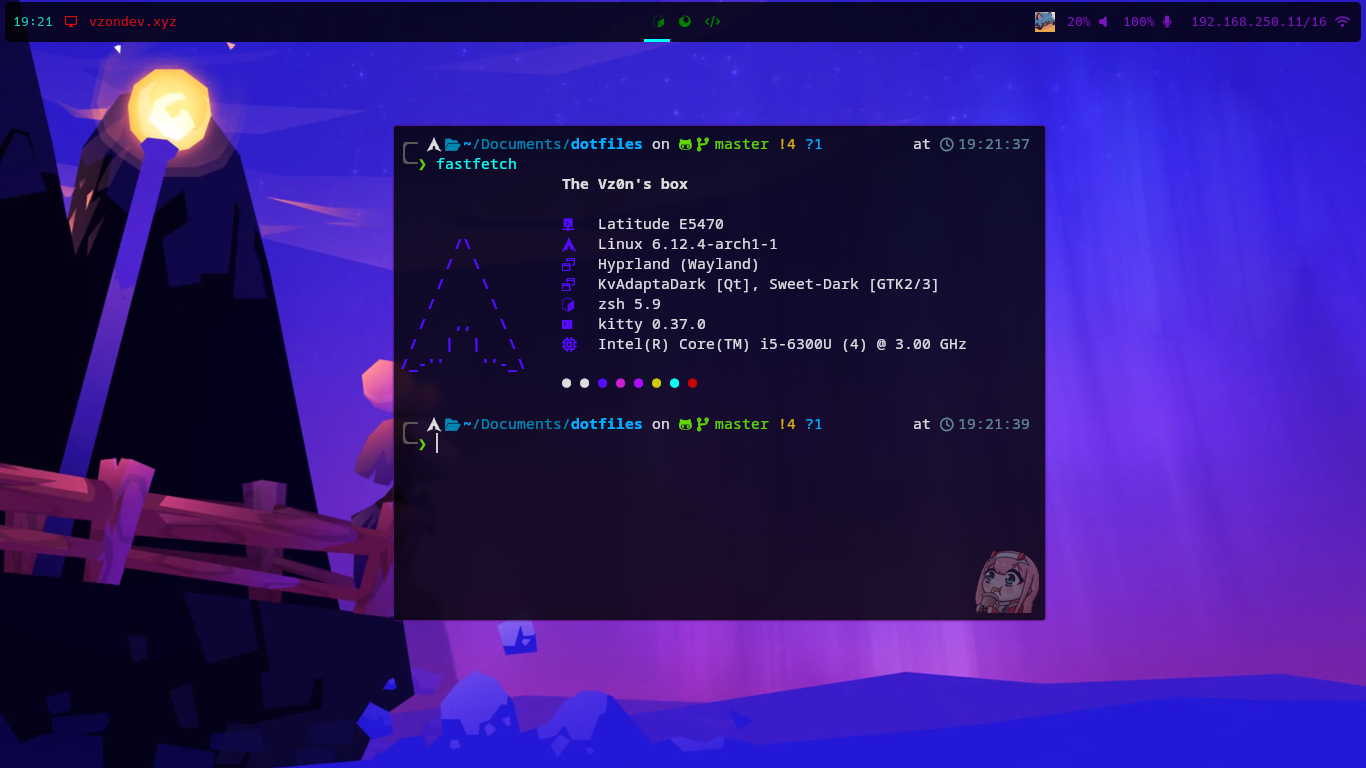 19:21 vzondev.xyz </> 20% 100% 192.168.250.11/16
~/Documents/dotfiles on master !4 ?1 at 19:21:37
❯ fastfetch
The Vz0n's box
Latitude E5470
Linux 6.12.4-arch1-1
Hyprland (Wayland)
KvAdaptaDark [Qt], Sweet-Dark [GTK2/3]
zsh 5.9
kitty 0.37.0
Intel(R) Core(TM) i5-6300U (4) @ 3.00 GHz
~/Documents/dotfiles on master !4 ?1 at 19:21:39
❯